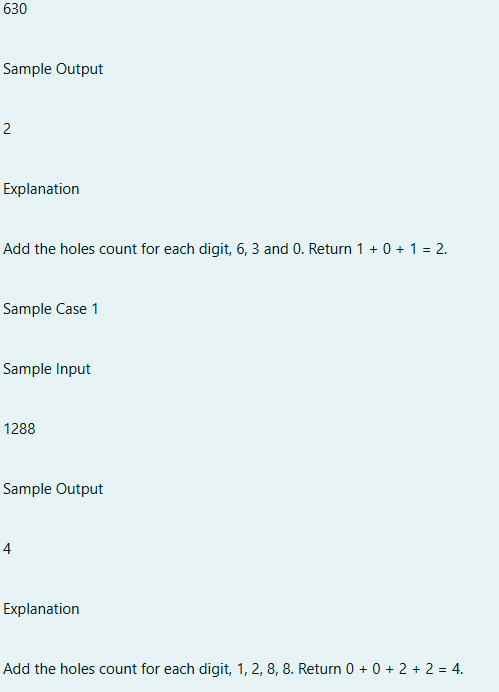 630
Sample Output
2
Explanation
Add the holes count for each digit, 6, 3 and 0. Return 1 + 0 + 1 = 2.
Sample Case 1
Sample Input
1288
Sample Output
4
Explanation
Add the holes count for each digit, 1, 2, 8, 8. Return 0 + 0 + 2 + 2 = 4.